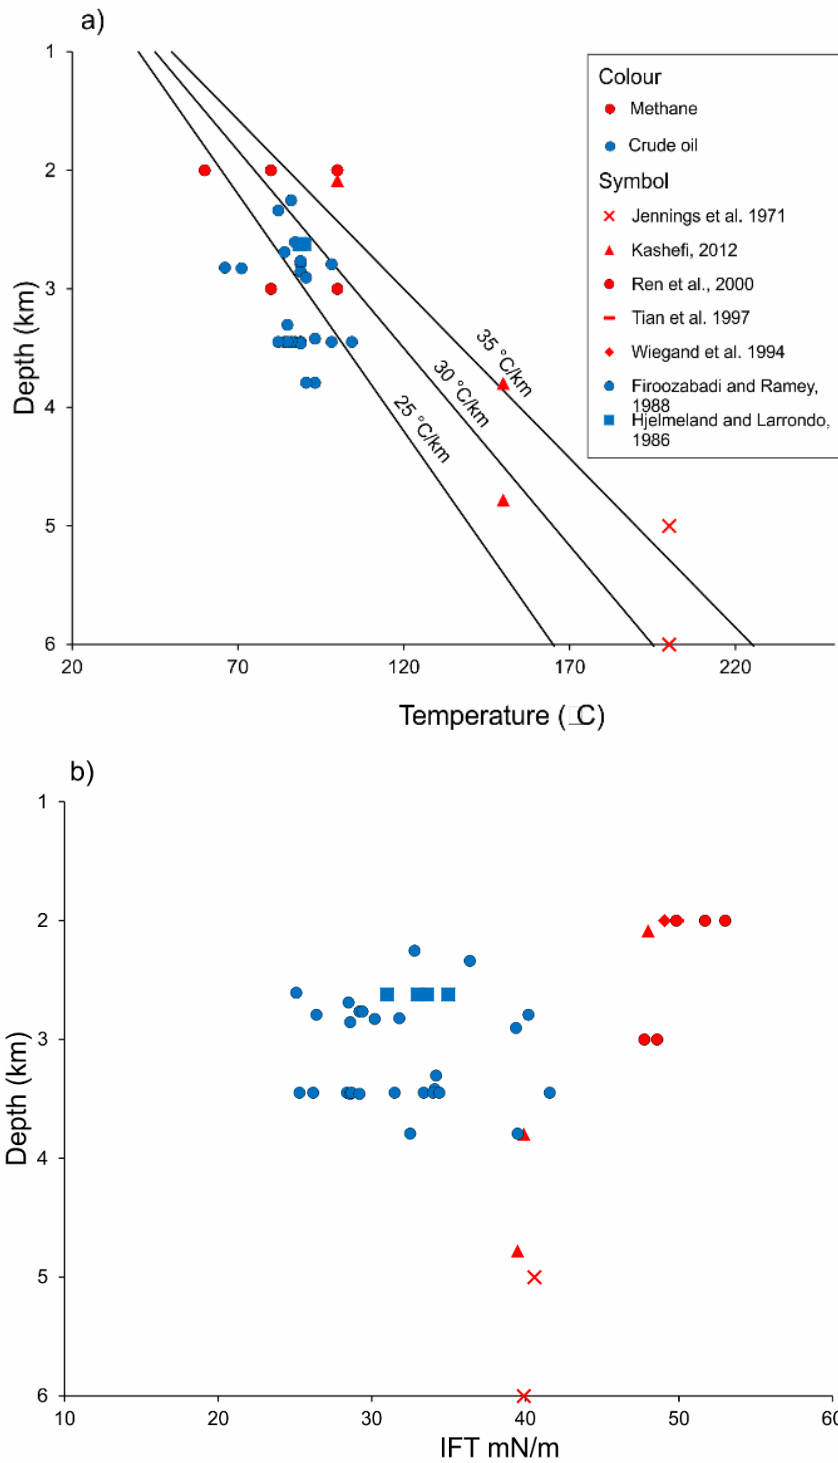 a)
1
2
3
4
5
6
Depth (km)
20
70
120
170
220
Temperature (□C)
25 °C/km
30 °C/km
35 °C/km
Colour
Methane
Crude oil
Symbol
Jennings et al. 1971
Kashefi, 2012
Ren et al., 2000
Tian et al. 1997
Wiegand et al. 1994
Firoozabadi and Ramey,
1988
Hjelmeland and Larrondo,
1986
b)
1
2
3
4
5
6
Depth (km)
10
20
30
40
50
60
IFT mN/m